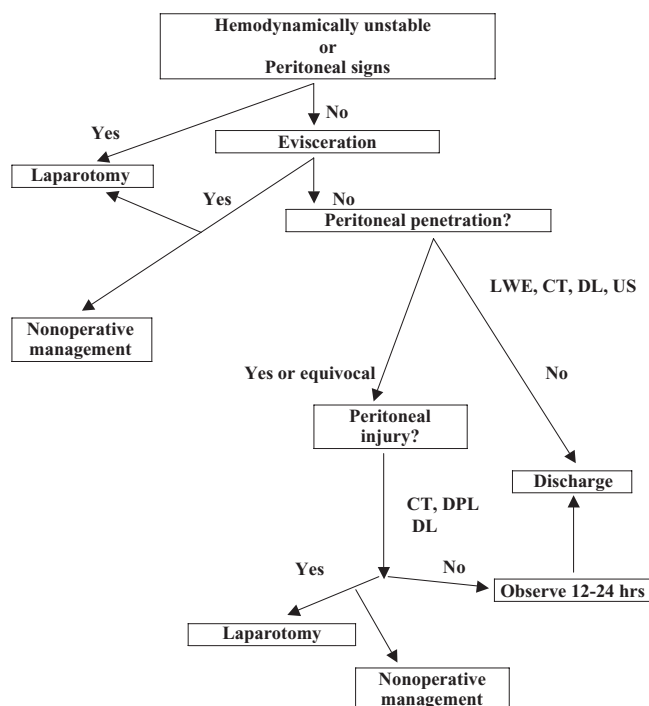 Hemodynamically unstable
or
Peritoneal signs
No
Yes
Evisceration
Laparotomy
Yes
No
Peritoneal penetration?
LWE, CT, DL, US
Nonoperative
management
Yes or equivocal
No
Peritoneal
injury?
Discharge
CT, DPL
DL
Yes
No
Observe 12-24 hrs
Laparotomy
Nonoperative
management